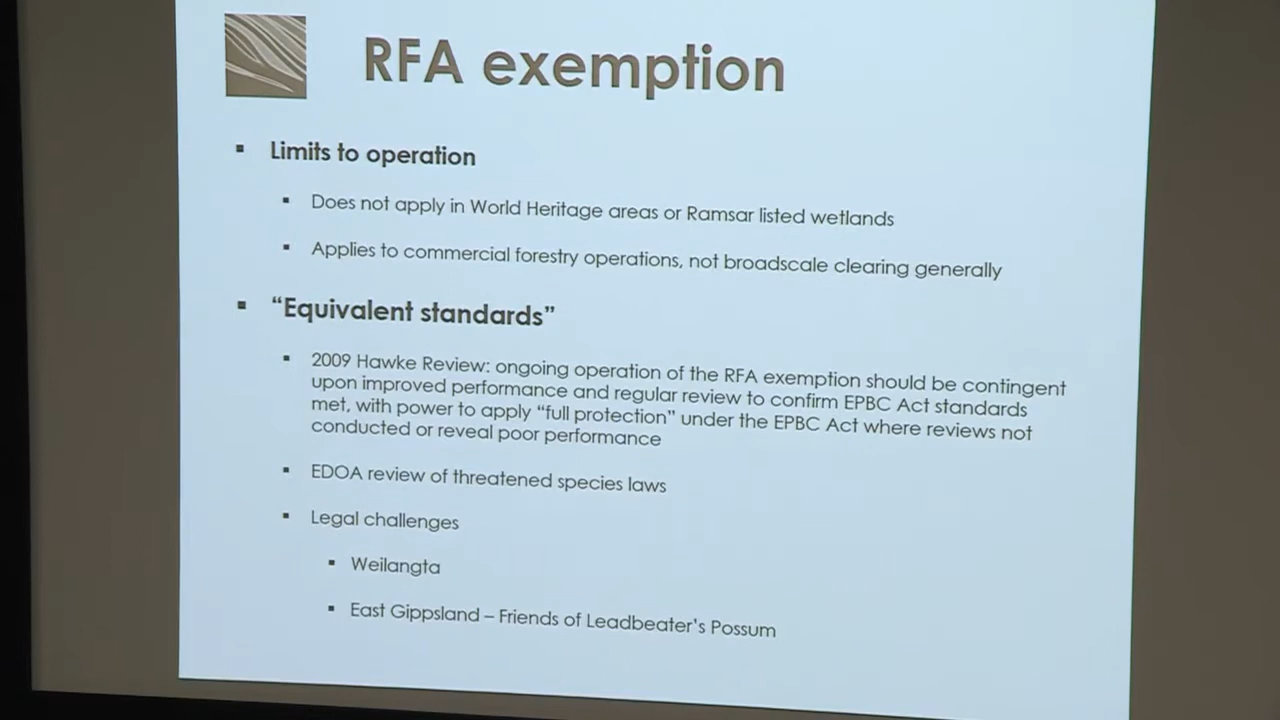 RFA exemption
Limits to operation
Does not apply in World Heritage areas or Ramsar listed wetlands
Applies to commercial forestry operations, not broadscale clearing generally
“Equivalent standards”
2009 Hawke Review: ongoing operation of the RFA exemption should be contingent
upon improved performance and regular review to confirm EPBC Act standards
met, with power to apply “full protection” under the EPBC Act where reviews not
conducted or reveal poor performance
EDOA review of threatened species laws
Legal challenges
Weilangta
East Gippsland – Friends of Leadbeater’s Possum